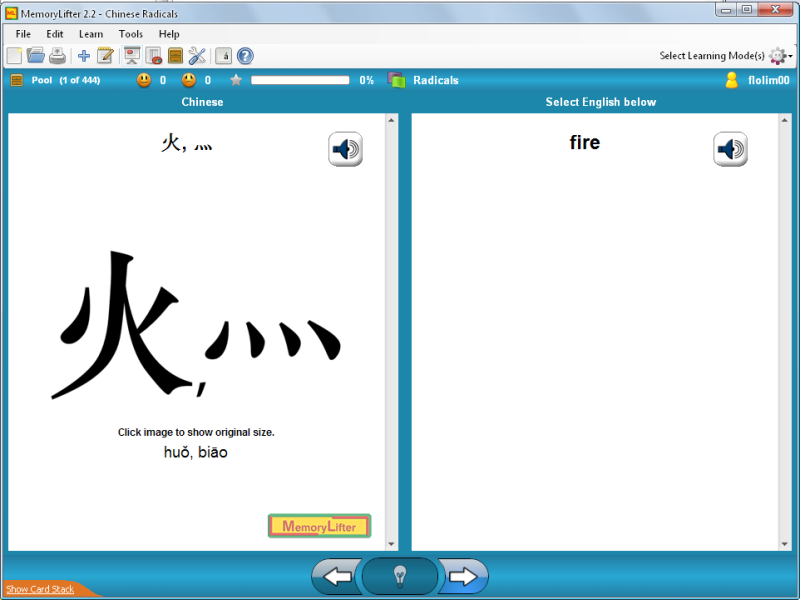 MemoryLifter 2.2 - Chinese Radicals
File Edit Learn Tools Help
Select Learning Mode(s)
Pool (1 of 444) 0 0 0% Radicals flolim00
Chinese
Select English below
火, 灬
火, 灬
Click image to show original size.
huǒ, biāo
MemoryLifter
fire
Show Card Stack